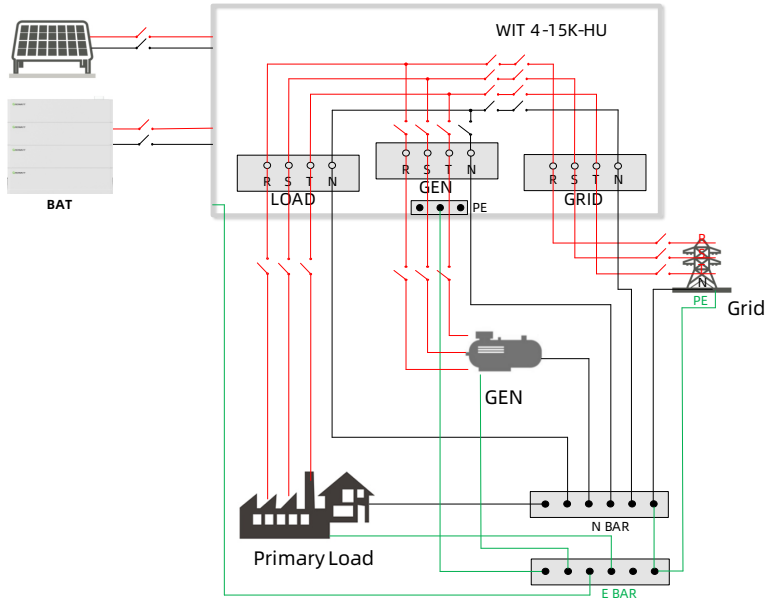 WIT 4-15K-HU
BAT
R S T N
LOAD
R S T N
GEN
PE
R S T N
GRID
R
N
PE
Grid
GEN
N BAR
Primary Load
E BAR